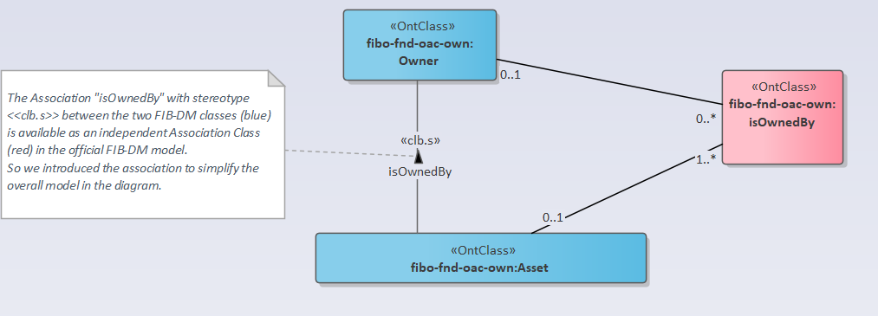 «OntClass»
fibo-fnd-oac-own:
Owner
0..1
«OntClass»
fibo-fnd-oac-own:
isOwnedBy
0..*
1..*
The Association "isOwnedBy" with stereotype
<<clb.s>> between the two FIB-DM classes (blue)
is available as an independent Association Class
(red) in the official FIB-DM model.
So we introduced the association to simplify the
overall model in the diagram.
«clb.s»
isOwnedBy
0..1
«OntClass»
fibo-fnd-oac-own:Asset